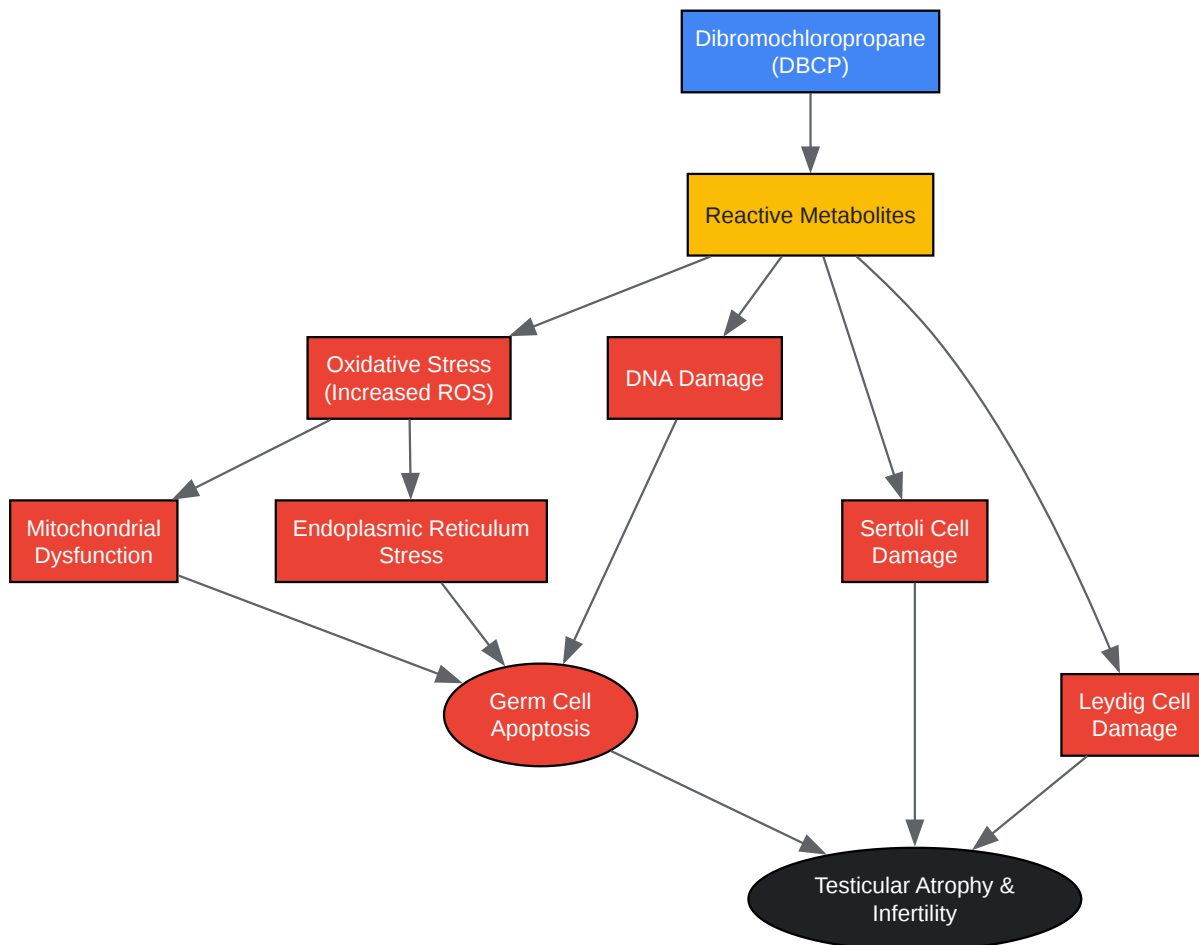 Dibromochloropropane
(DBCP)
Reactive Metabolites
Oxidative Stress
(Increased ROS)
DNA Damage
Mitochondrial
Dysfunction
Endoplasmic Reticulum
Stress
Sertoli Cell
Damage
Germ Cell
Apoptosis
Leydig Cell
Damage
Testicular Atrophy &
Infertility